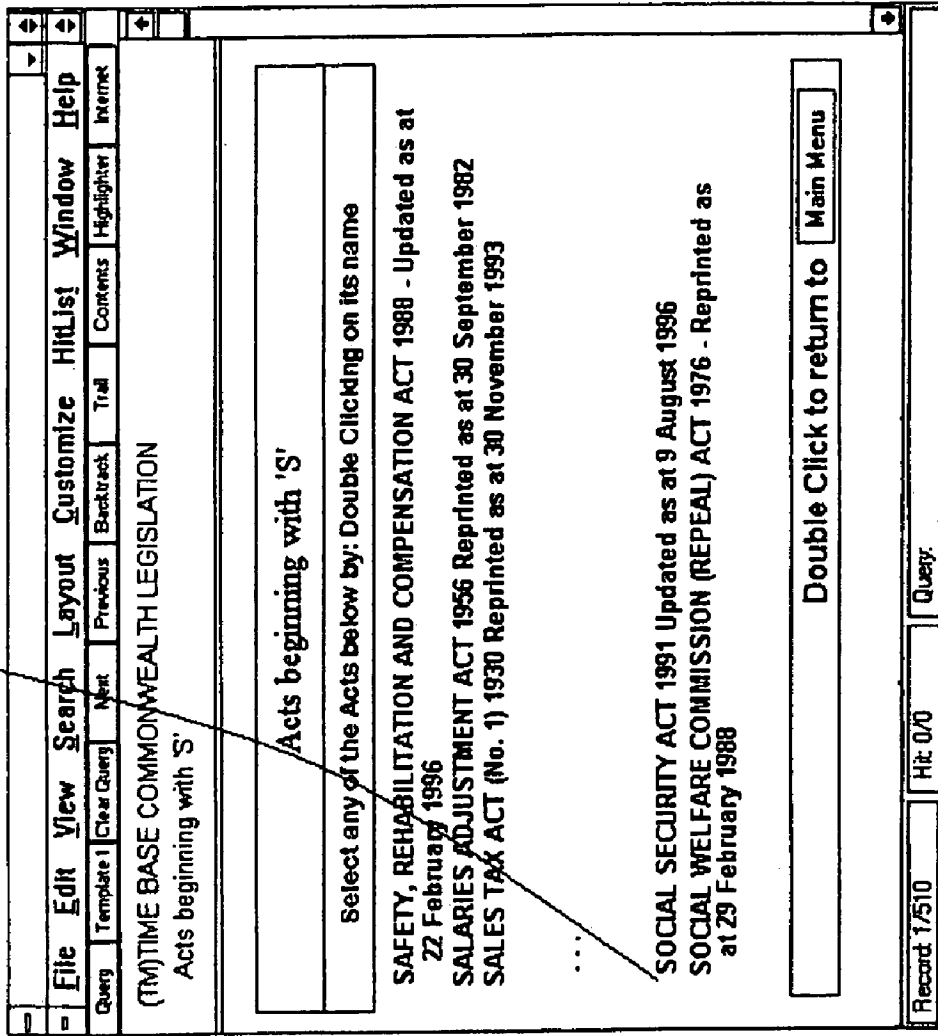 File Edit View Search Layout Customize HitList Window Help
Query Template 1 Clear Query Next Previous Backtrack Trail Contents Highlighter Internet
(TM)TIME BASE COMMONWEALTH LEGISLATION
Acts beginning with 'S'
Acts beginning with 'S'
Select any of the Acts below by: Double Clicking on its name
SAFETY, REHABILITATION AND COMPENSATION ACT 1988 - Updated as at
22 February 1996
SALARIES ADJUSTMENT ACT 1956 Reprinted as at 30 September 1982
SALES TAX ACT (No. 1) 1930 Reprinted as at 30 November 1993
. . .
SOCIAL SECURITY ACT 1991 Updated as at 9 August 1996
SOCIAL WELFARE COMMISSION (REPEAL) ACT 1976 - Reprinted as
at 29 February 1988
Double Click to return to Main Menu
Record: 1/510 Hit: 0/0 Query: